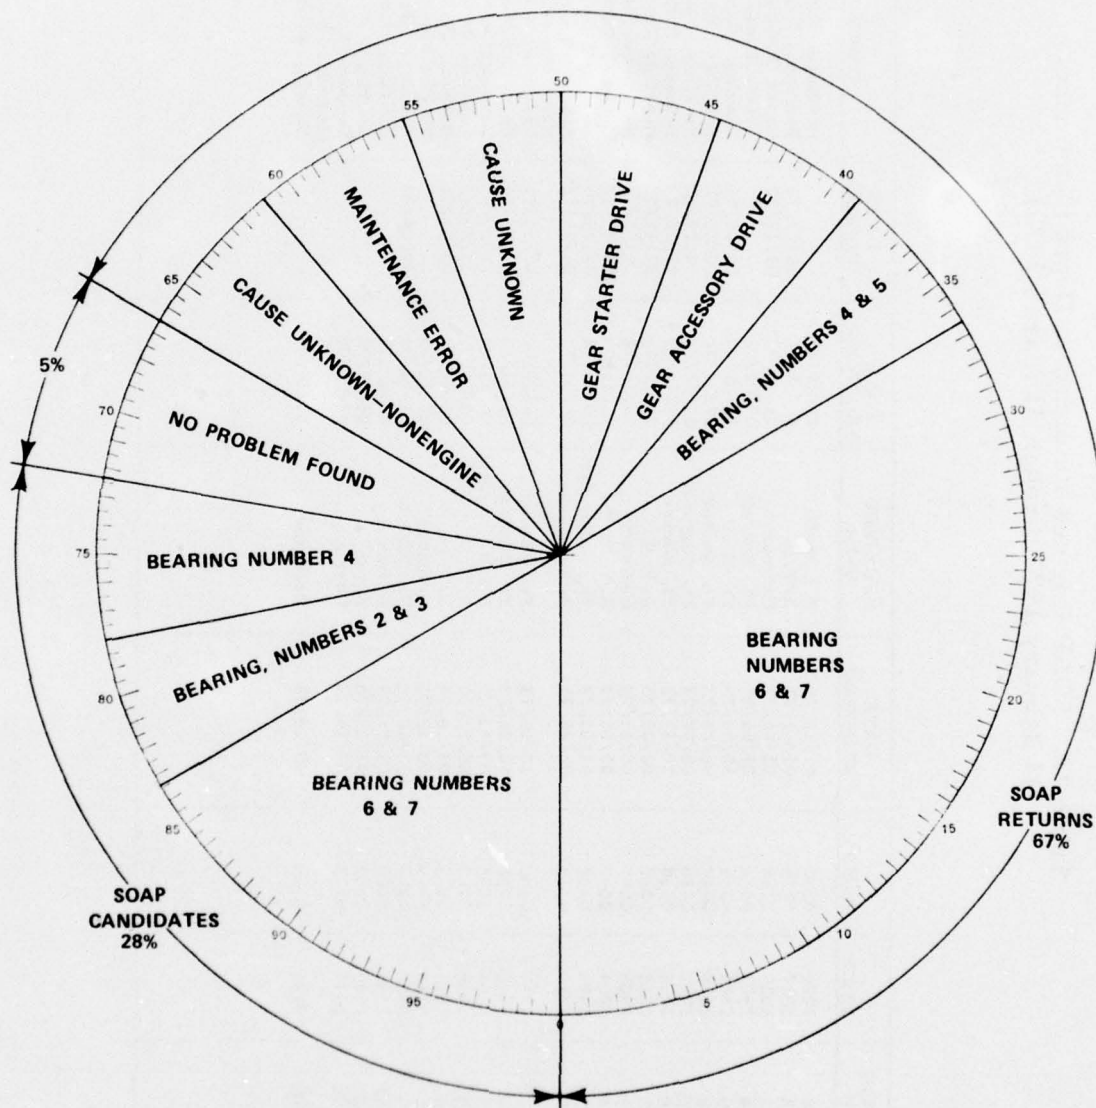 50
55
45
60
40
65
35
70
30
75
25
80
20
85
15
90
10
95
5
0
CAUSE UNKNOWN
GEAR STARTER DRIVE
MAINTENANCE ERROR
GEAR ACCESSORY DRIVE
CAUSE UNKNOWN—NONENGINE
BEARING, NUMBERS 4 & 5
5%
NO PROBLEM FOUND
BEARING NUMBER 4
BEARING, NUMBERS 2 & 3
BEARING
NUMBERS
6 & 7
BEARING NUMBERS
6 & 7
SOAP
RETURNS
67%
SOAP
CANDIDATES
28%